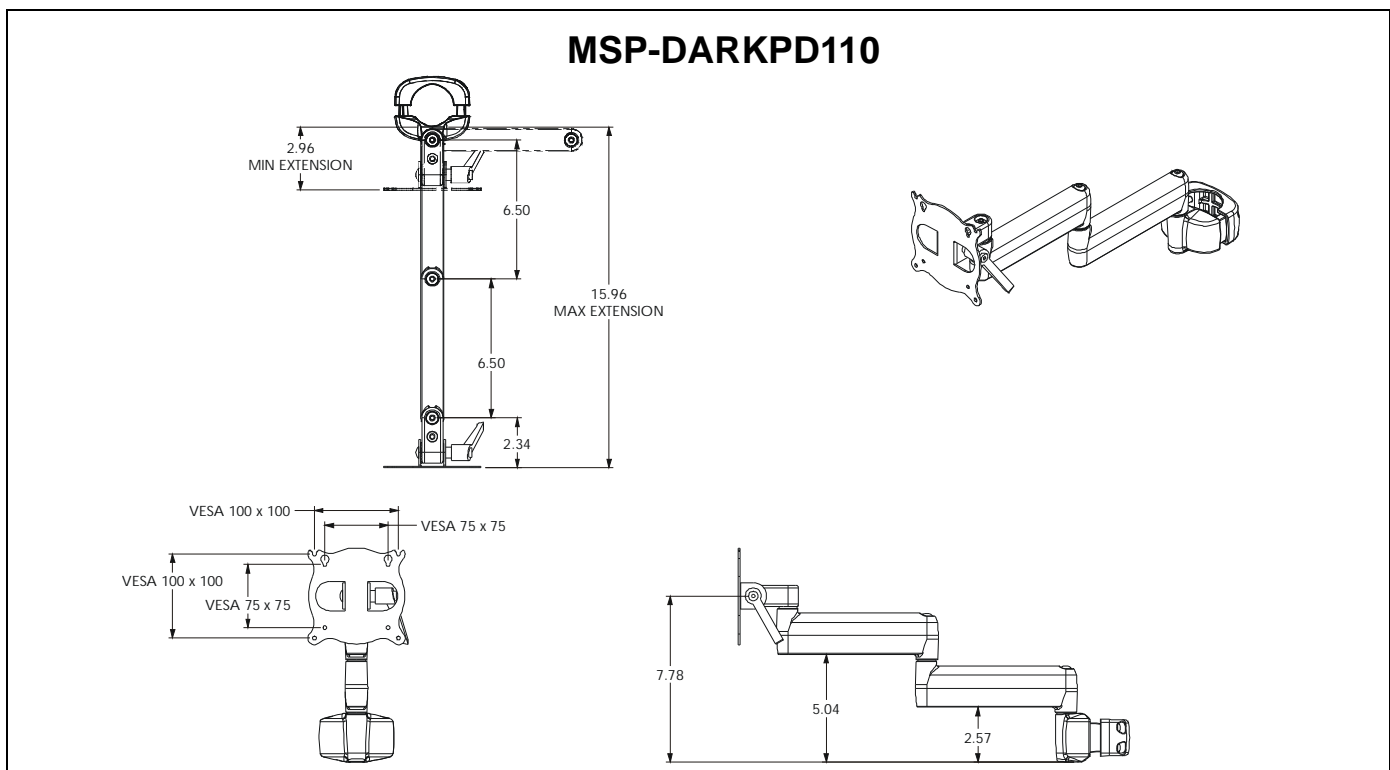 MSP-DARKPD110
2.96
MIN EXTENSION
6.50
15.96
MAX EXTENSION
6.50
2.34
VESA 100 x 100
VESA 75 x 75
VESA 100 x 100
VESA 75 x 75
7.78
5.04
2.57